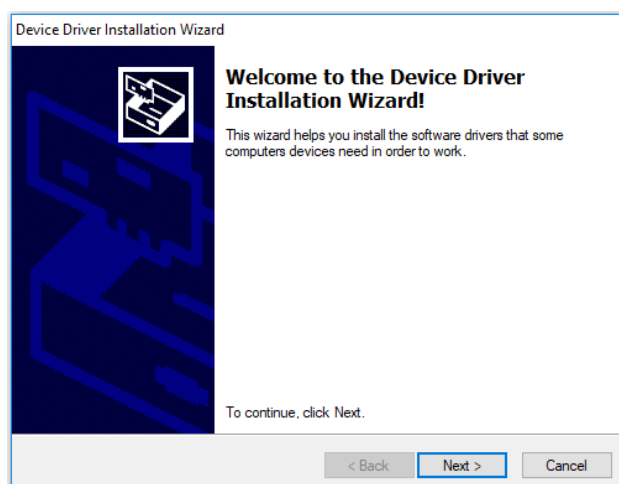 Device Driver Installation Wizard
Welcome to the Device Driver
Installation Wizard!
This wizard helps you install the software drivers that some
computers devices need in order to work.
To continue, click Next.
< Back
Next >
Cancel